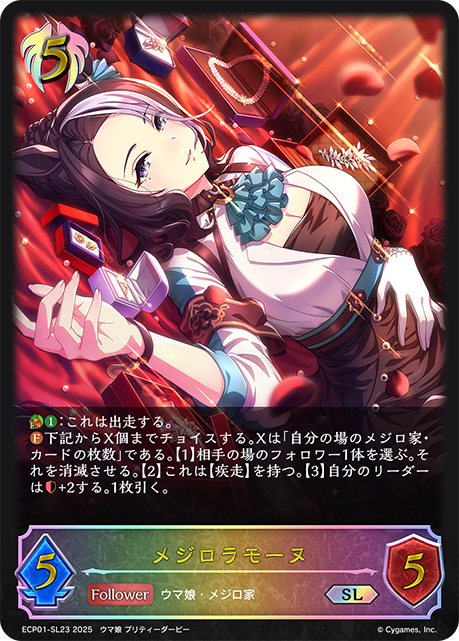 5
1：これは出走する。
F 下記からX個までチョイスする。Xは「自分の場のメジロ家・
カードの枚数」である。【1】相手の場のフォロワー1体を選ぶ。そ
れを消滅させる。【2】これは【疾走】を持つ。【3】自分のリーダー
は+2する。1枚引く。
メジロラモーヌ
5
5
Follower ウマ娘・メジロ家 SL
ECP01-SL23 2025 ウマ娘 プリティーダービー © Cygames, Inc.